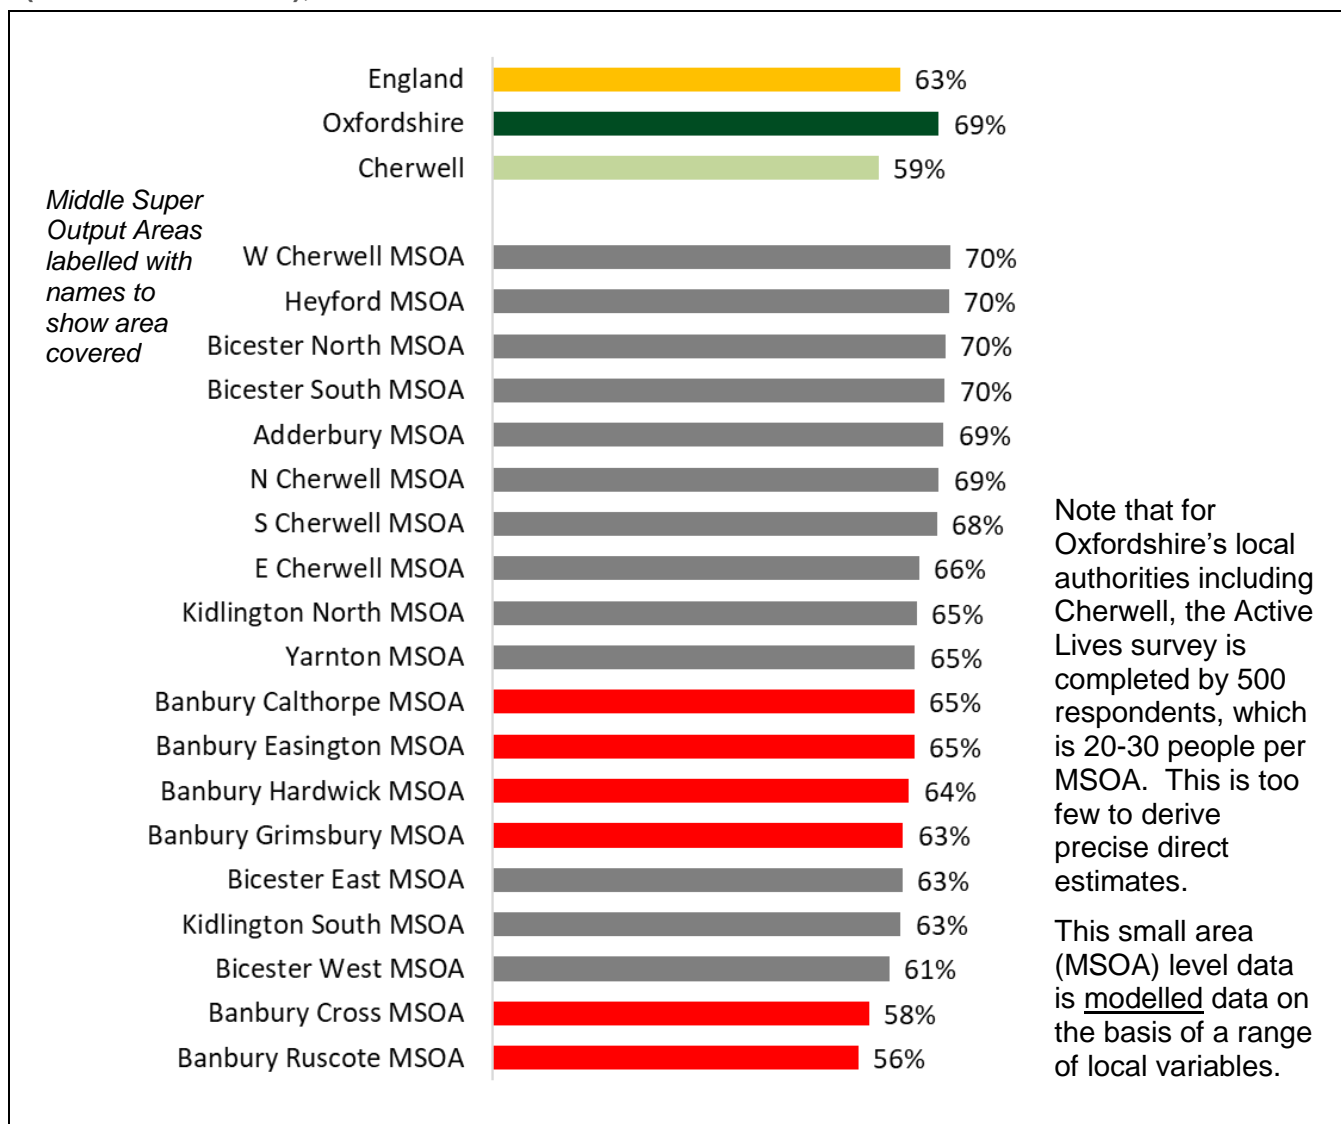 England 63%
Oxfordshire 69%
Cherwell 59%
Middle Super
Output Areas
labelled with
names to
show area
covered
W Cherwell MSOA 70%
Heyford MSOA 70%
Bicester North MSOA 70%
Bicester South MSOA 70%
Adderbury MSOA 69%
N Cherwell MSOA 69%
S Cherwell MSOA 68%
E Cherwell MSOA 66%
Kidlington North MSOA 65%
Yarnton MSOA 65%
Banbury Calthorpe MSOA 65%
Banbury Easington MSOA 65%
Banbury Hardwick MSOA 64%
Banbury Grimsbury MSOA 63%
Bicester East MSOA 63%
Kidlington South MSOA 63%
Bicester West MSOA 61%
Banbury Cross MSOA 58%
Banbury Ruscote MSOA 56%
Note that for
Oxfordshire’s local
authorities including
Cherwell, the Active
Lives survey is
completed by 500
respondents, which
is 20-30 people per
MSOA.  This is too
few to derive
precise direct
estimates.
This small area
(MSOA) level data
is modelled data on
the basis of a range
of local variables.